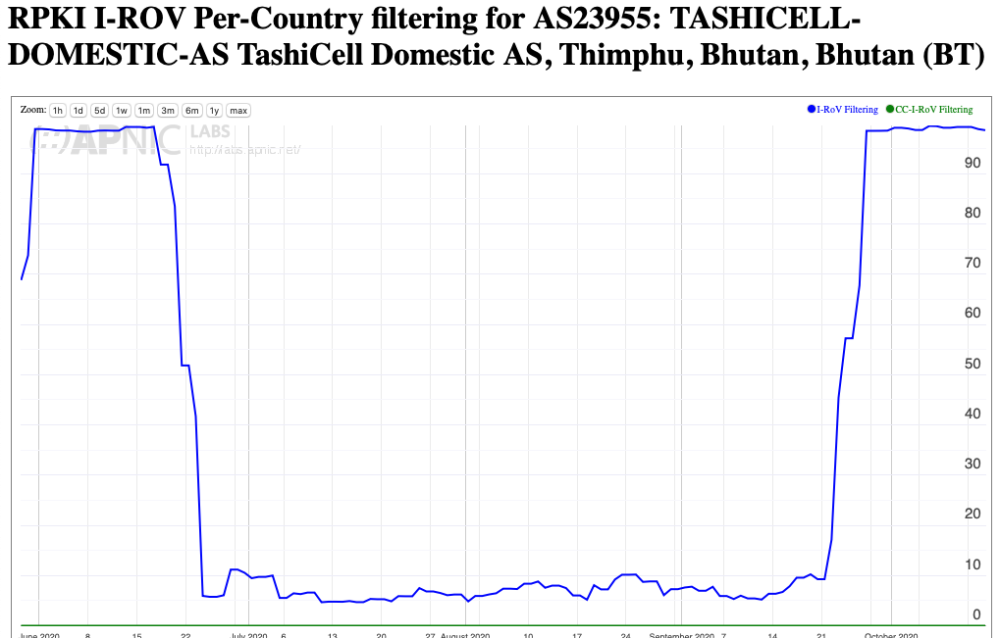 RPKI I-ROV Per-Country filtering for AS23955: TASHICELL-
DOMESTIC-AS TashiCell Domestic AS, Thimphu, Bhutan, Bhutan (BT)
Zoom: 1h 1d 5d 1w 1m 3m 6m 1y max
I-RoV Filtering CC-I-RoV Filtering
(::)APNIC LABS
http://labs.apnic.net/
90
80
70
60
50
40
30
20
10
0
June 2020 8 15 22 July 2020 6 13 20 27 August 2020 10 17 24 September 2020 7 14 21 October 2020